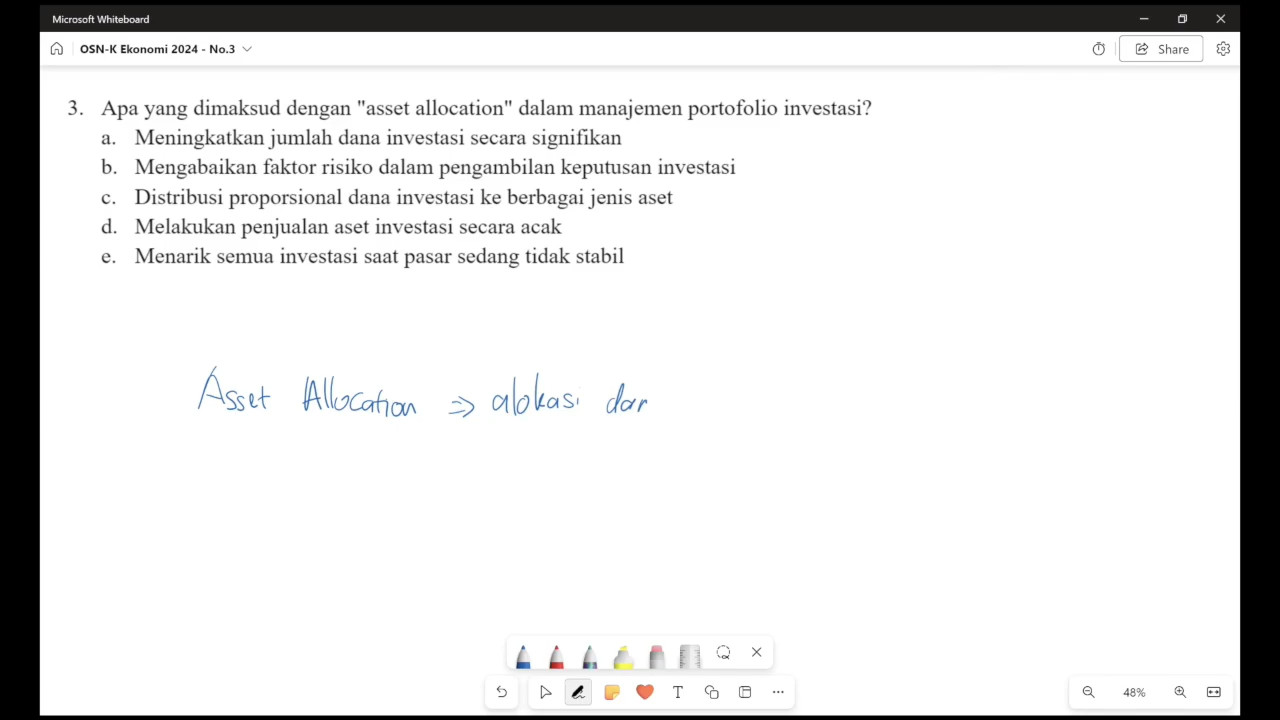 Microsoft Whiteboard
OSN-K Ekonomi 2024 - No.3
Share
3. Apa yang dimaksud dengan "asset allocation" dalam manajemen portofolio investasi?
a. Meningkatkan jumlah dana investasi secara signifikan
b. Mengabaikan faktor risiko dalam pengambilan keputusan investasi
c. Distribusi proporsional dana investasi ke berbagai jenis aset
d. Melakukan penjualan aset investasi secara acak
e. Menarik semua investasi saat pasar sedang tidak stabil
Asset Allocation => alokasi dar
48%